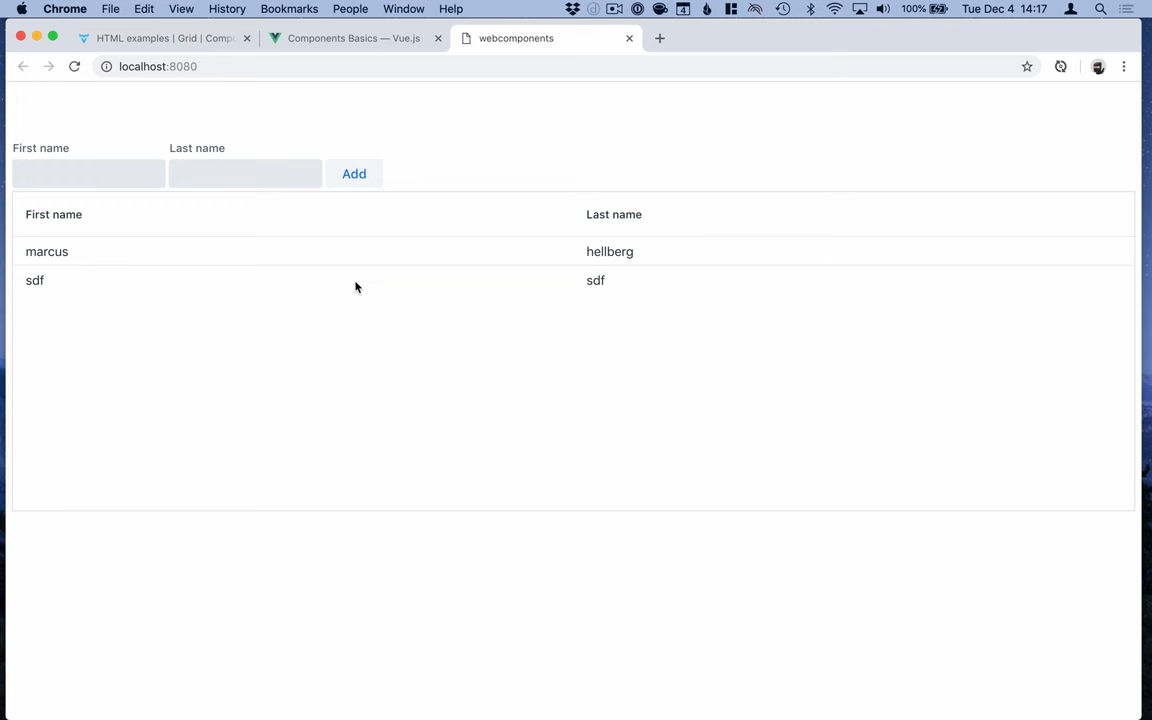 Chrome File Edit View History Bookmarks People Window Help 4 100% Tue Dec 4 14:17
HTML examples | Grid | Compo Components Basics — Vue.js webcomponents
localhost:8080
First name Last name
Add
First name Last name
marcus hellberg
sdf sdf